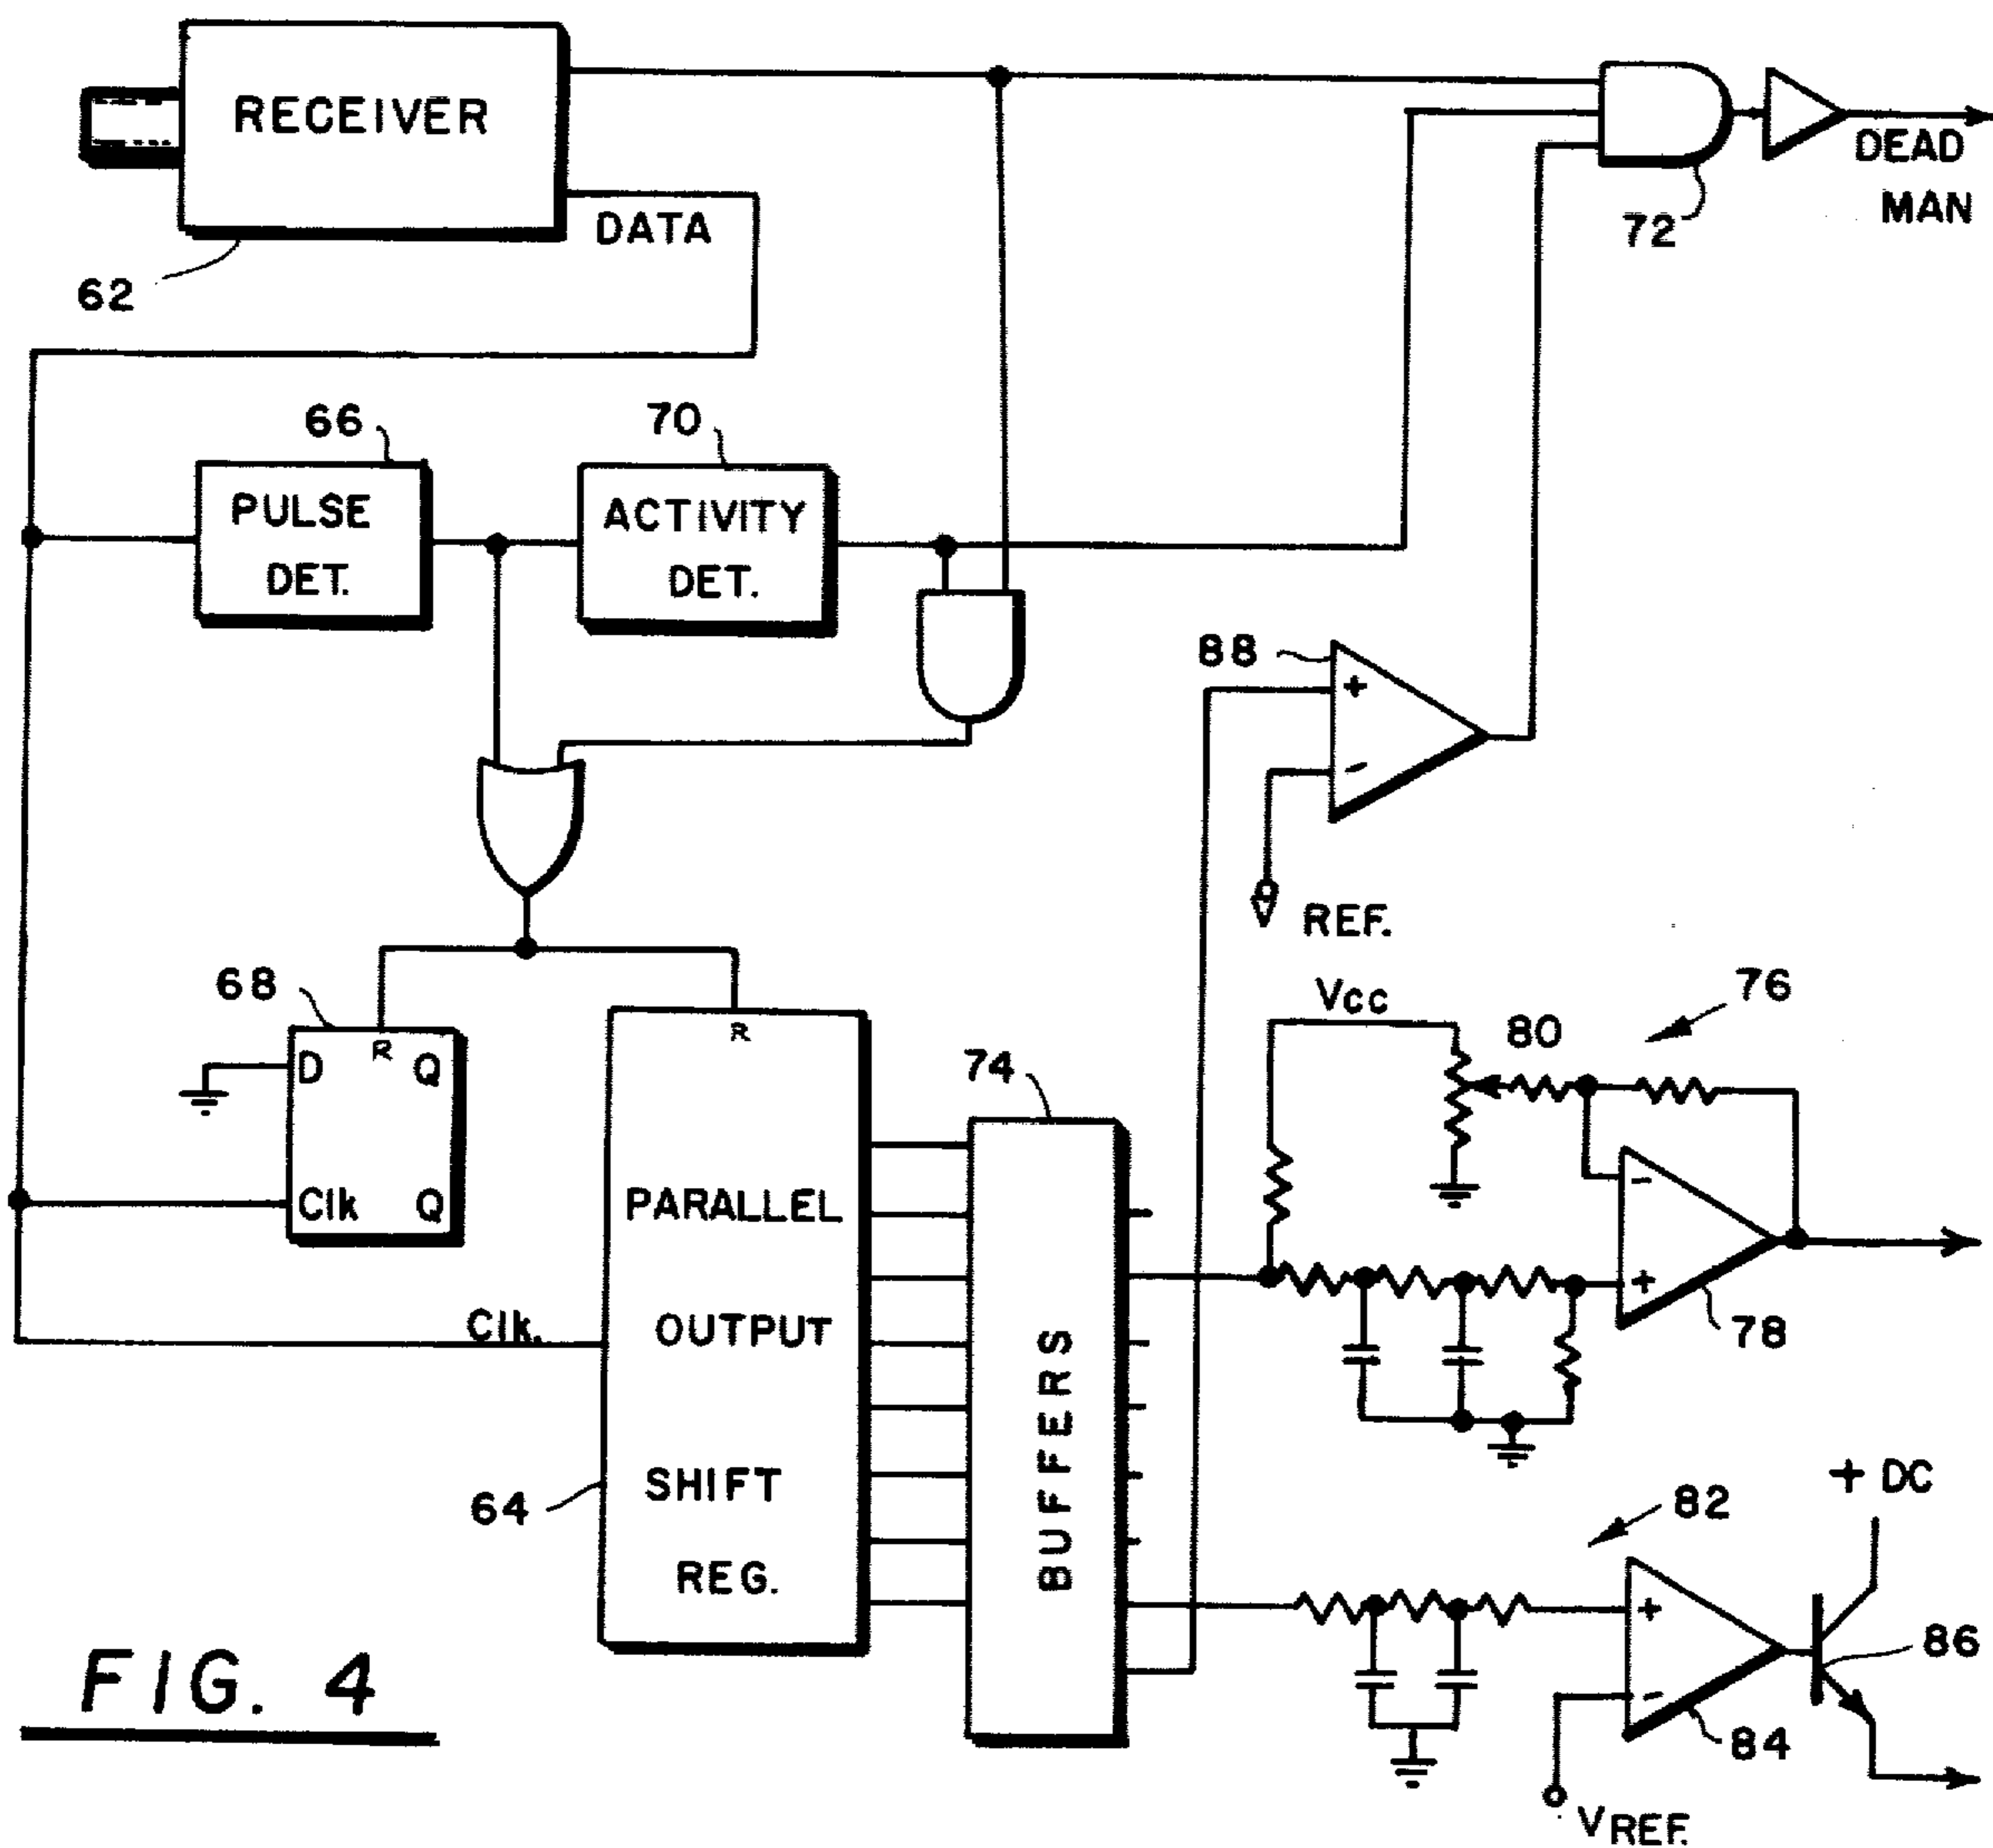 RECEIVER
DATA
62
72
DEAD
MAN
66
70
PULSE
DET.
ACTIVITY
DET.
88
+
-
V REF.
68
D
R
Q
Clk
Q
R
Clk.
PARALLEL
OUTPUT
SHIFT
REG.
64
74
BUFFERS
Vcc
80
76
-
+
78
82
+ DC
+
-
84
86
VREF.
FIG. 4